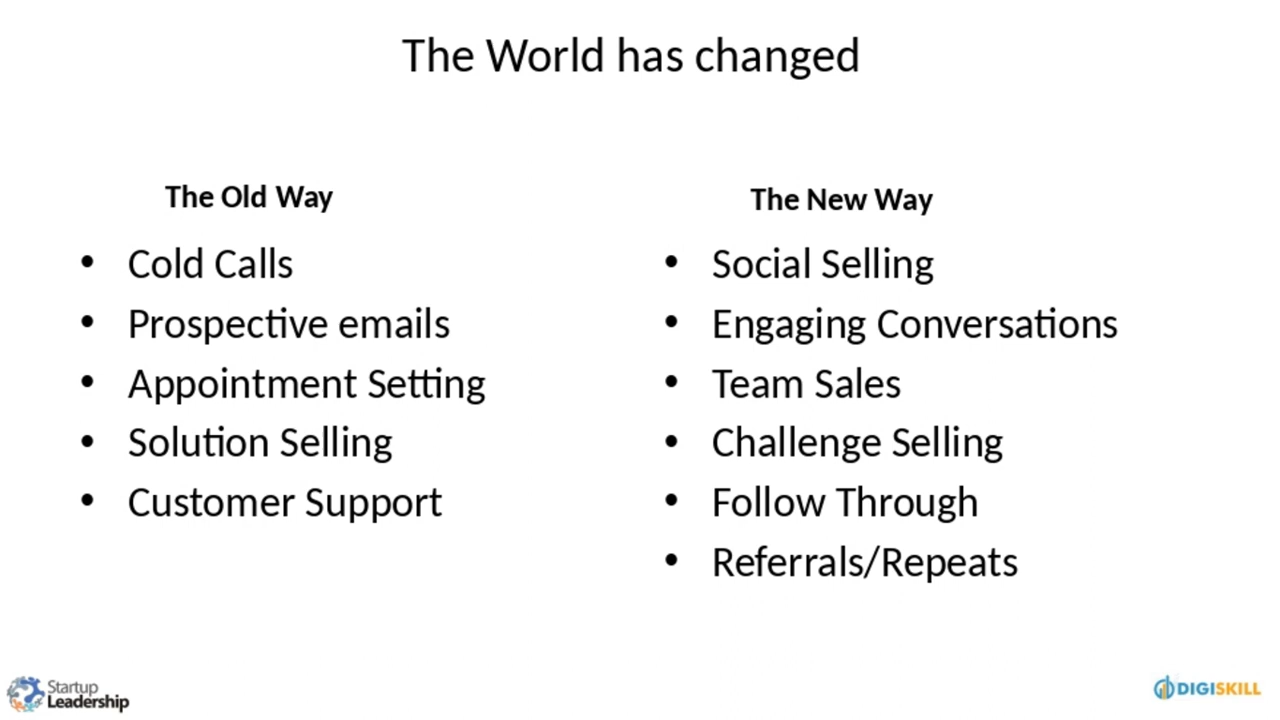 The World has changed
The Old Way
• Cold Calls
• Prospective emails
• Appointment Setting
• Solution Selling
• Customer Support
The New Way
• Social Selling
• Engaging Conversations
• Team Sales
• Challenge Selling
• Follow Through
• Referrals/Repeats
Startup
Leadership
DIGISKILL